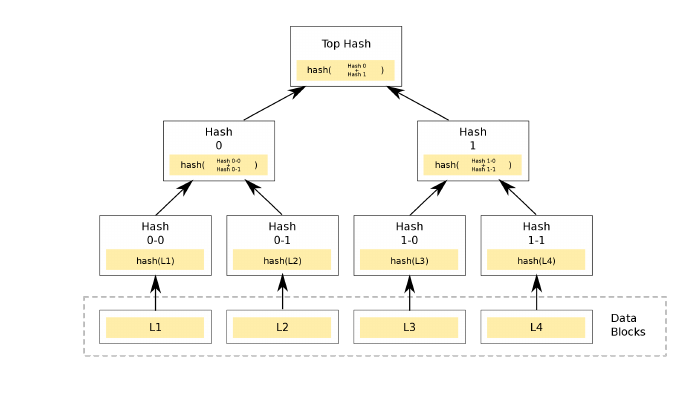 Top Hash
hash( Hash 0 + Hash 1 )
Hash
0
hash( Hash 0-0 + Hash 0-1 )
Hash
1
hash( Hash 1-0 + Hash 1-1 )
Hash
0-0
hash(L1)
Hash
0-1
hash(L2)
Hash
1-0
hash(L3)
Hash
1-1
hash(L4)
L1
L2
L3
L4
Data
Blocks